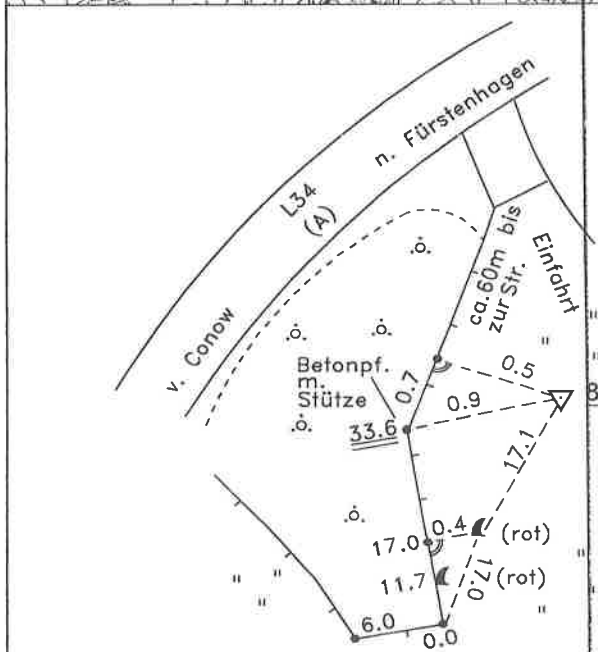 n. Fürstenhagen
L34
(A)
v. Conow
ca.60m bis
zur Str.
Einfahrt
Betonpf.
m.
Stütze
0.7
0.5
0.9
33.6
8
17.1
17.0
0.4
(rot)
11.7
17.0
(rot)
6.0
0.0